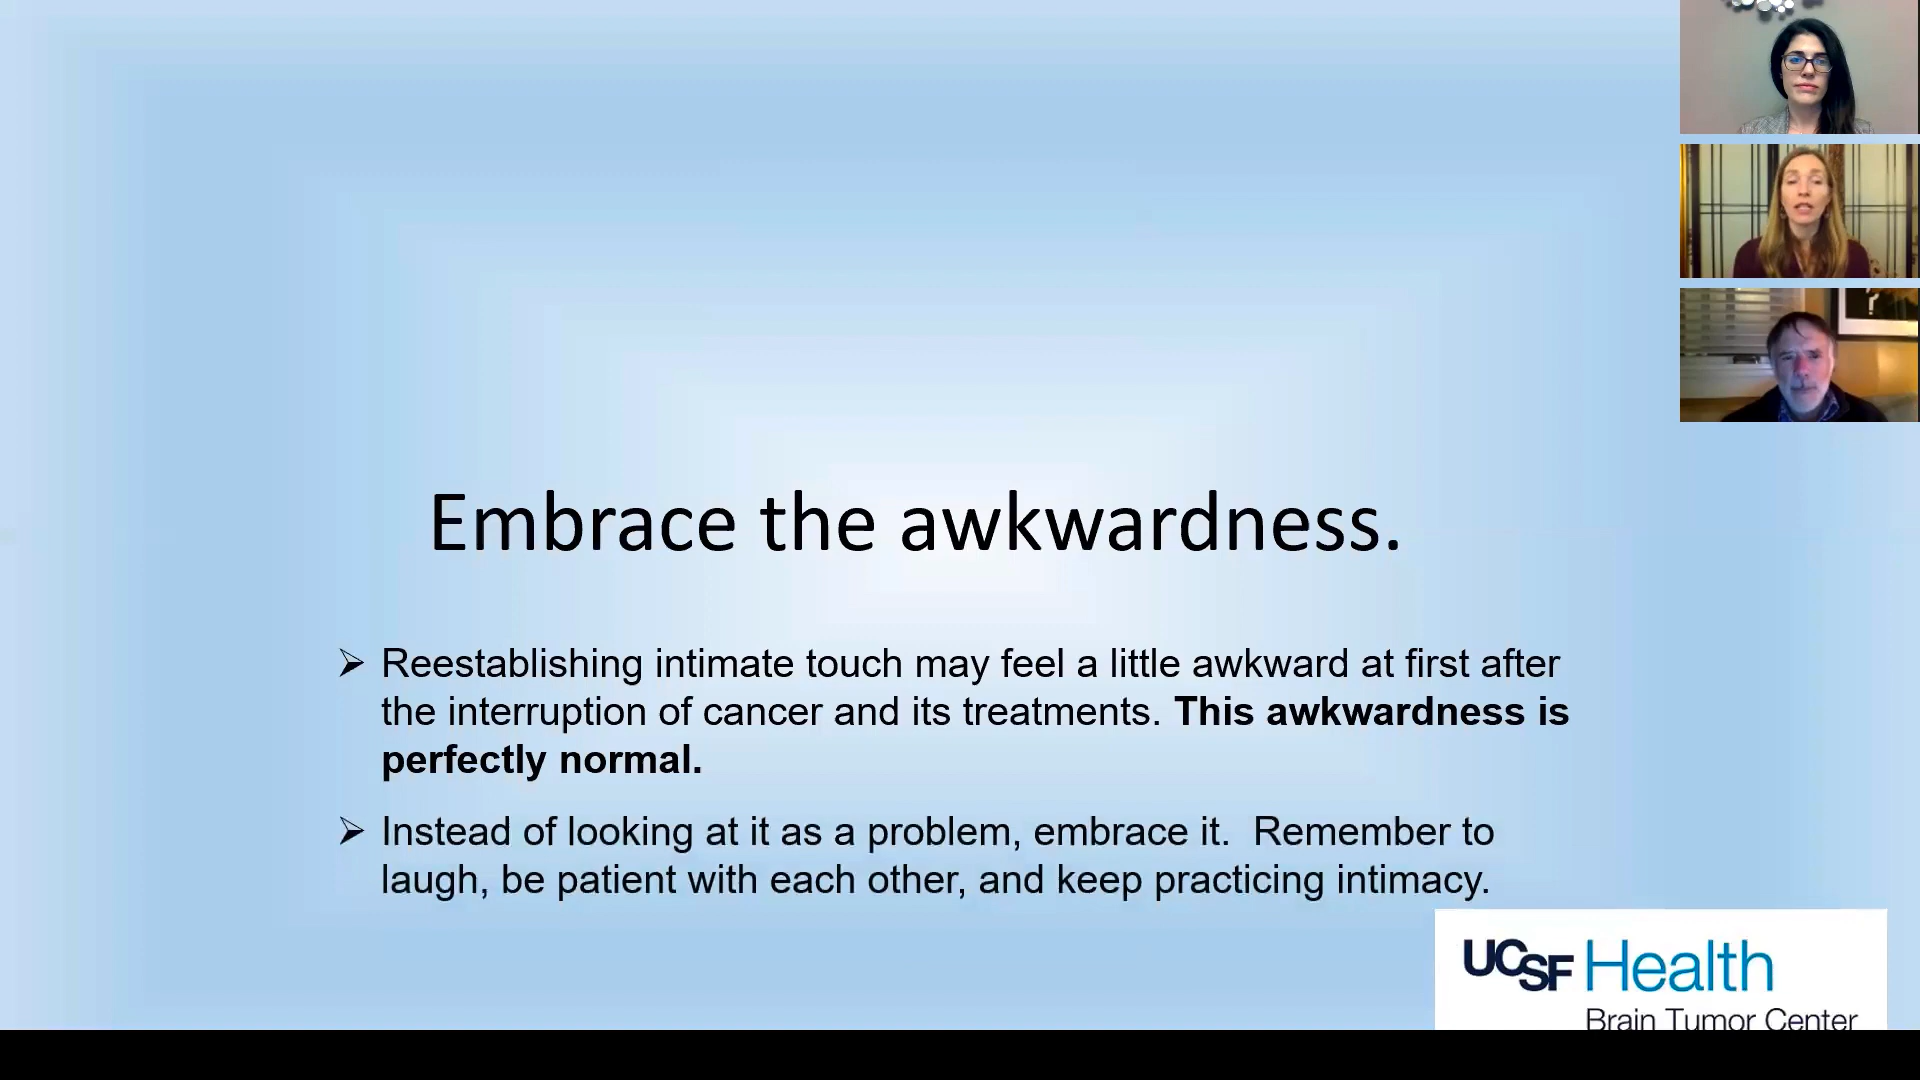 Embrace the awkwardness.
➢ Reestablishing intimate touch may feel a little awkward at first after
the interruption of cancer and its treatments. This awkwardness is
perfectly normal.
➢ Instead of looking at it as a problem, embrace it.  Remember to
laugh, be patient with each other, and keep practicing intimacy.
UCSF Health
Brain Tumor Center